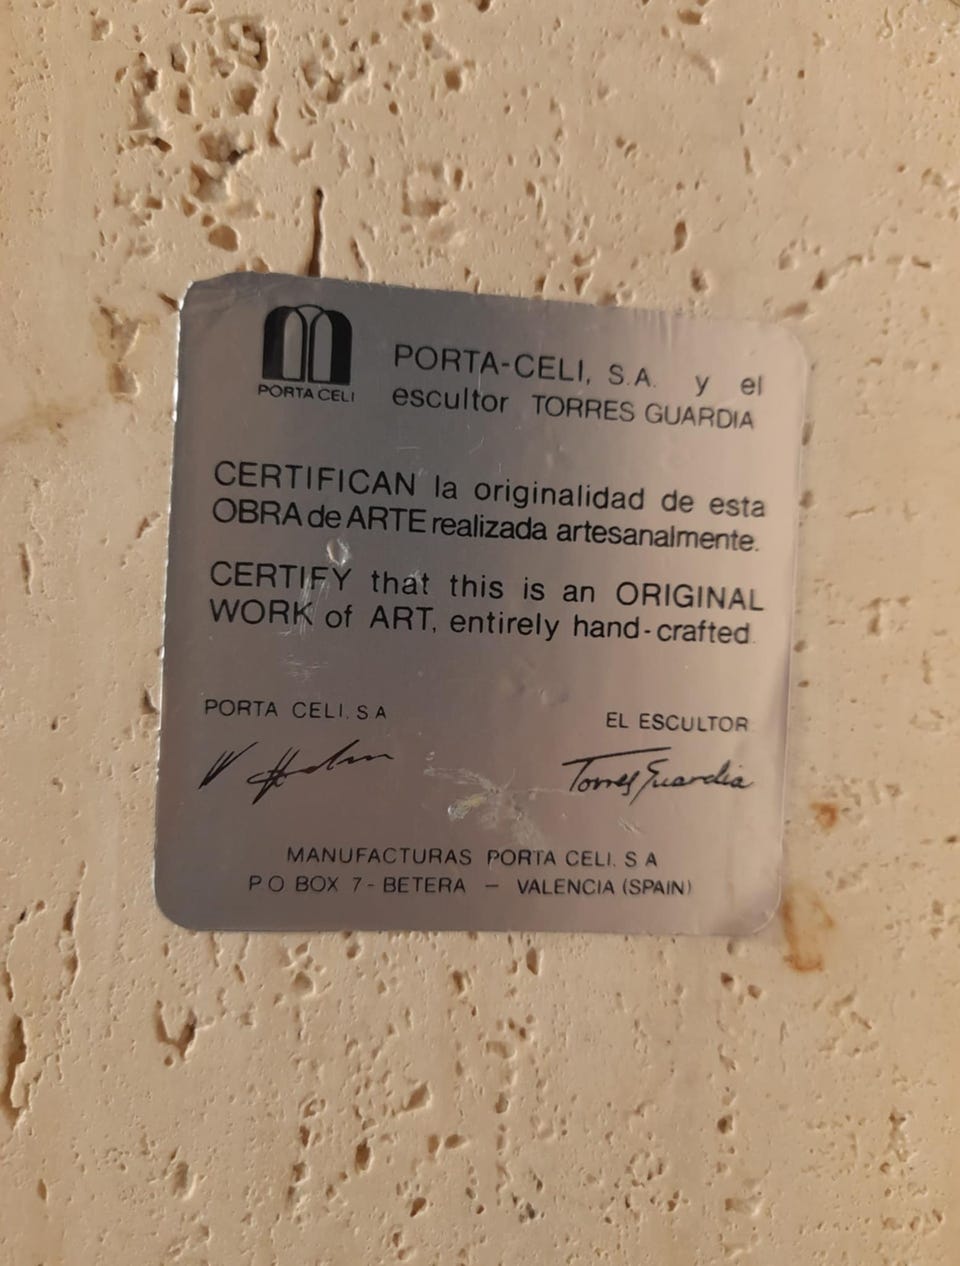 PORTA CELI
PORTA-CELI, S.A. y el
escultor TORRES GUARDIA
CERTIFICAN la originalidad de esta
OBRA de ARTE realizada artesanalmente.
CERTIFY that this is an ORIGINAL
WORK of ART, entirely hand-crafted
PORTA CELI, S A
EL ESCULTOR
Torres Guardia
MANUFACTURAS PORTA CELI, S A
P O BOX 7 - BETERA — VALENCIA (SPAIN)